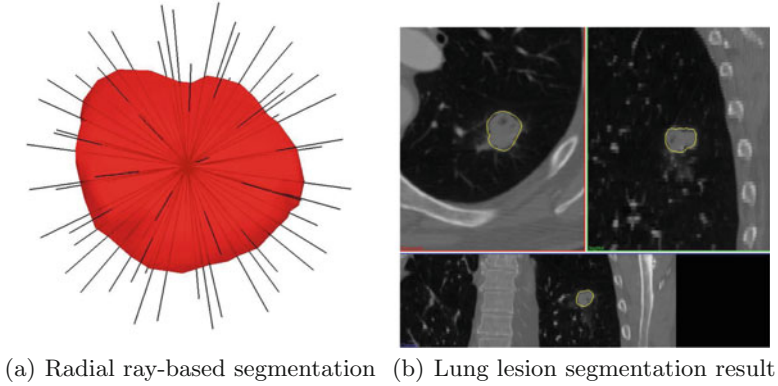 (a) Radial ray-based segmentation
(b) Lung lesion segmentation result